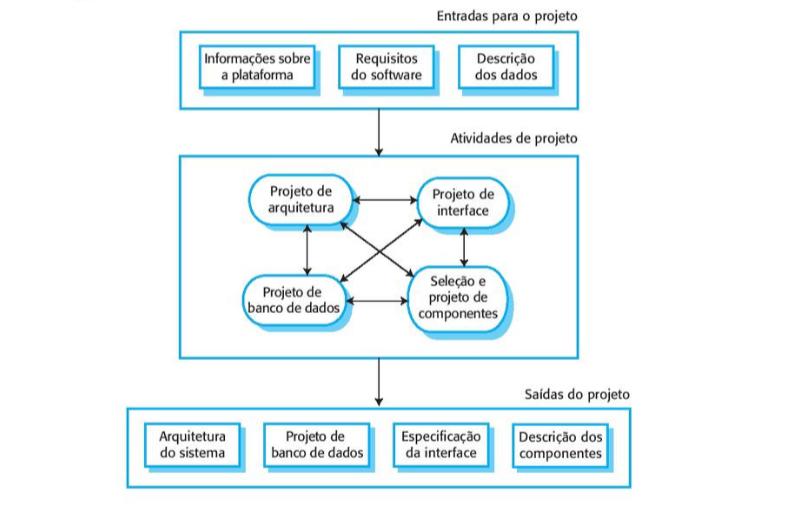 Entradas para o projeto
Informações sobre
a plataforma
Requisitos
do software
Descrição
dos dados
Atividades de projeto
Projeto de
arquitetura
Projeto de
interface
Projeto de
banco de dados
Seleção e
projeto de
componentes
Saídas do projeto
Arquitetura
do sistema
Projeto de
banco de dados
Especificação
da interface
Descrição dos
componentes